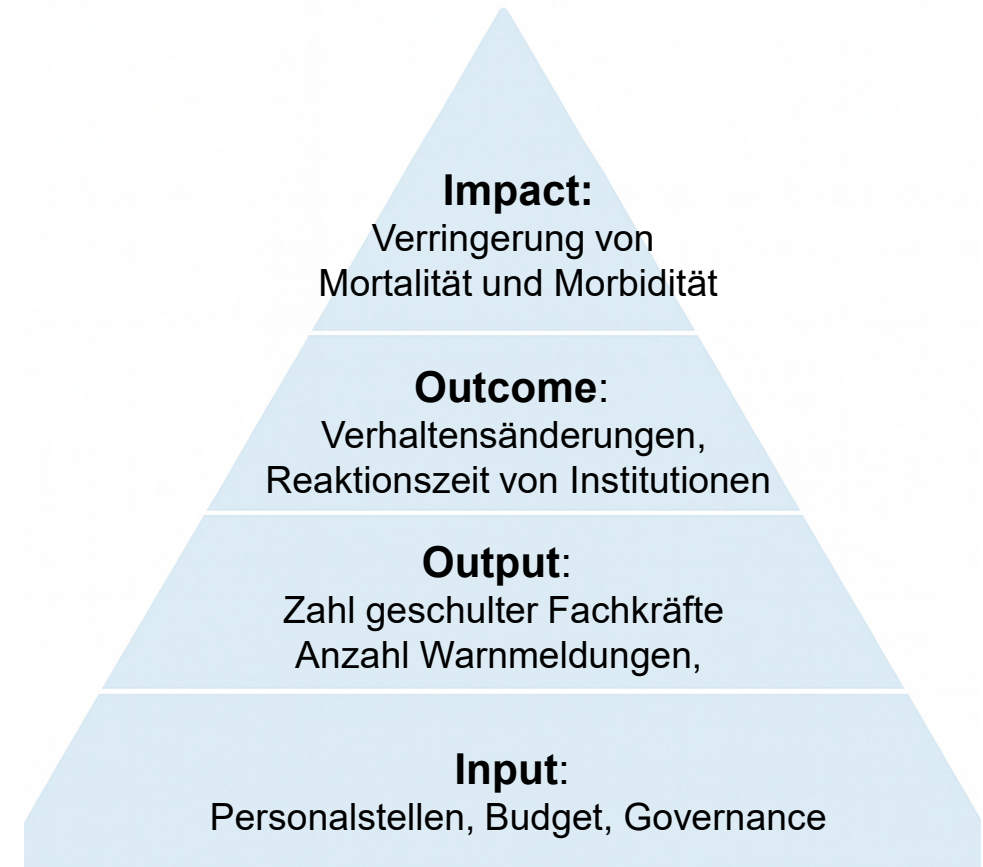 Impact:
Verringerung von
Mortalität und Morbidität
Outcome:
Verhaltensänderungen,
Reaktionszeit von Institutionen
Output:
Zahl geschulter Fachkräfte
Anzahl Warnmeldungen,
Input:
Personalstellen, Budget, Governance